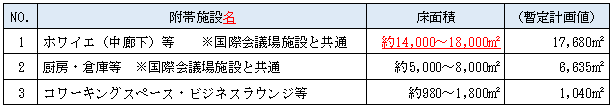 NO. 附帯施設名 床面積 (暫定計画値)
1 ホワイエ（中廊下）等 ※国際会議場施設と共通 約14,000～18,000㎡ 17,680㎡
2 厨房・倉庫等 ※国際会議場施設と共通 約5,000～8,000㎡ 6,635㎡
3 コワーキングスペース・ビジネスラウンジ等 約980～1,800㎡ 1,040㎡